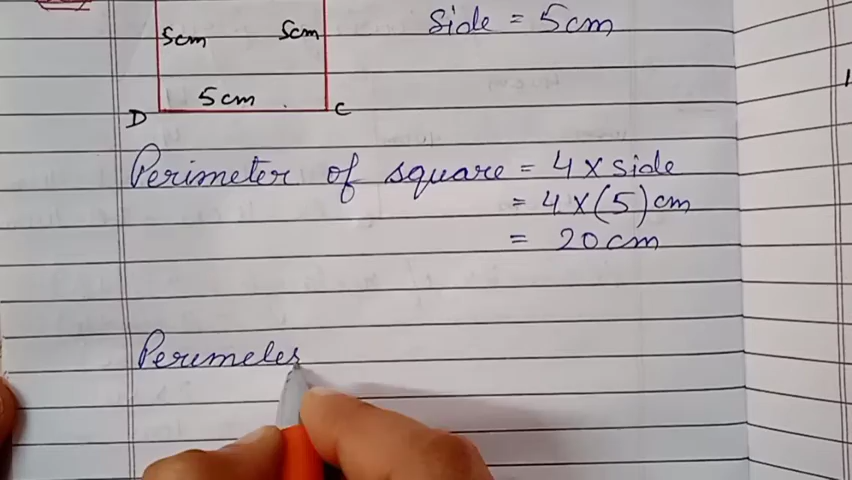 5cm 5cm Side = 5cm
5cm
D C
Perimeter of square = 4 x side
= 4 x (5) cm
= 20 cm
Perimeter